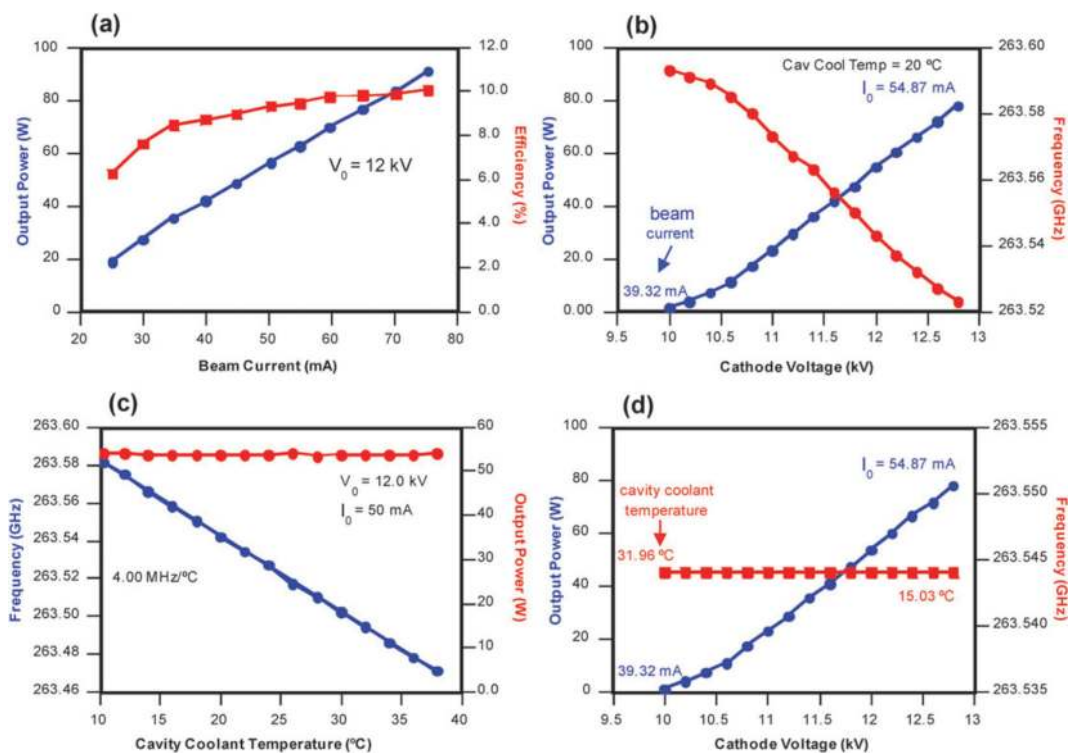 (a)
100
80
60
40
20
0
Output Power (W)
12.0
10.0
8.0
6.0
4.0
2.0
0.0
Efficiency (%)
V0 = 12 kV
20 30 40 50 60 70 80
Beam Current (mA)
(b)
100
80.0
60.0
40.0
20.0
0.00
Output Power (W)
263.60
263.58
263.56
263.54
263.52
Frequency (GHz)
Cav Cool Temp = 20 ºC
I0 = 54.87 mA
beam
current
39.32 mA
9.5 10 10.5 11 11.5 12 12.5 13
Cathode Voltage (kV)
(c)
263.60
263.58
263.56
263.54
263.52
263.50
263.48
263.46
Frequency (GHz)
60
50
40
30
20
10
0.0
Output Power (W)
V0 = 12.0 kV
I0 = 50 mA
4.00 MHz/ºC
10 15 20 25 30 35 40
Cavity Coolant Temperature (ºC)
(d)
100
80
60
40
20
0
Output Power (W)
263.555
263.550
263.545
263.540
263.535
Frequency (GHz)
I0 = 54.87 mA
cavity coolant
temperature
31.96 ºC
15.03 ºC
39.32 mA
9.5 10 10.5 11 11.5 12 12.5 13
Cathode Voltage (kV)